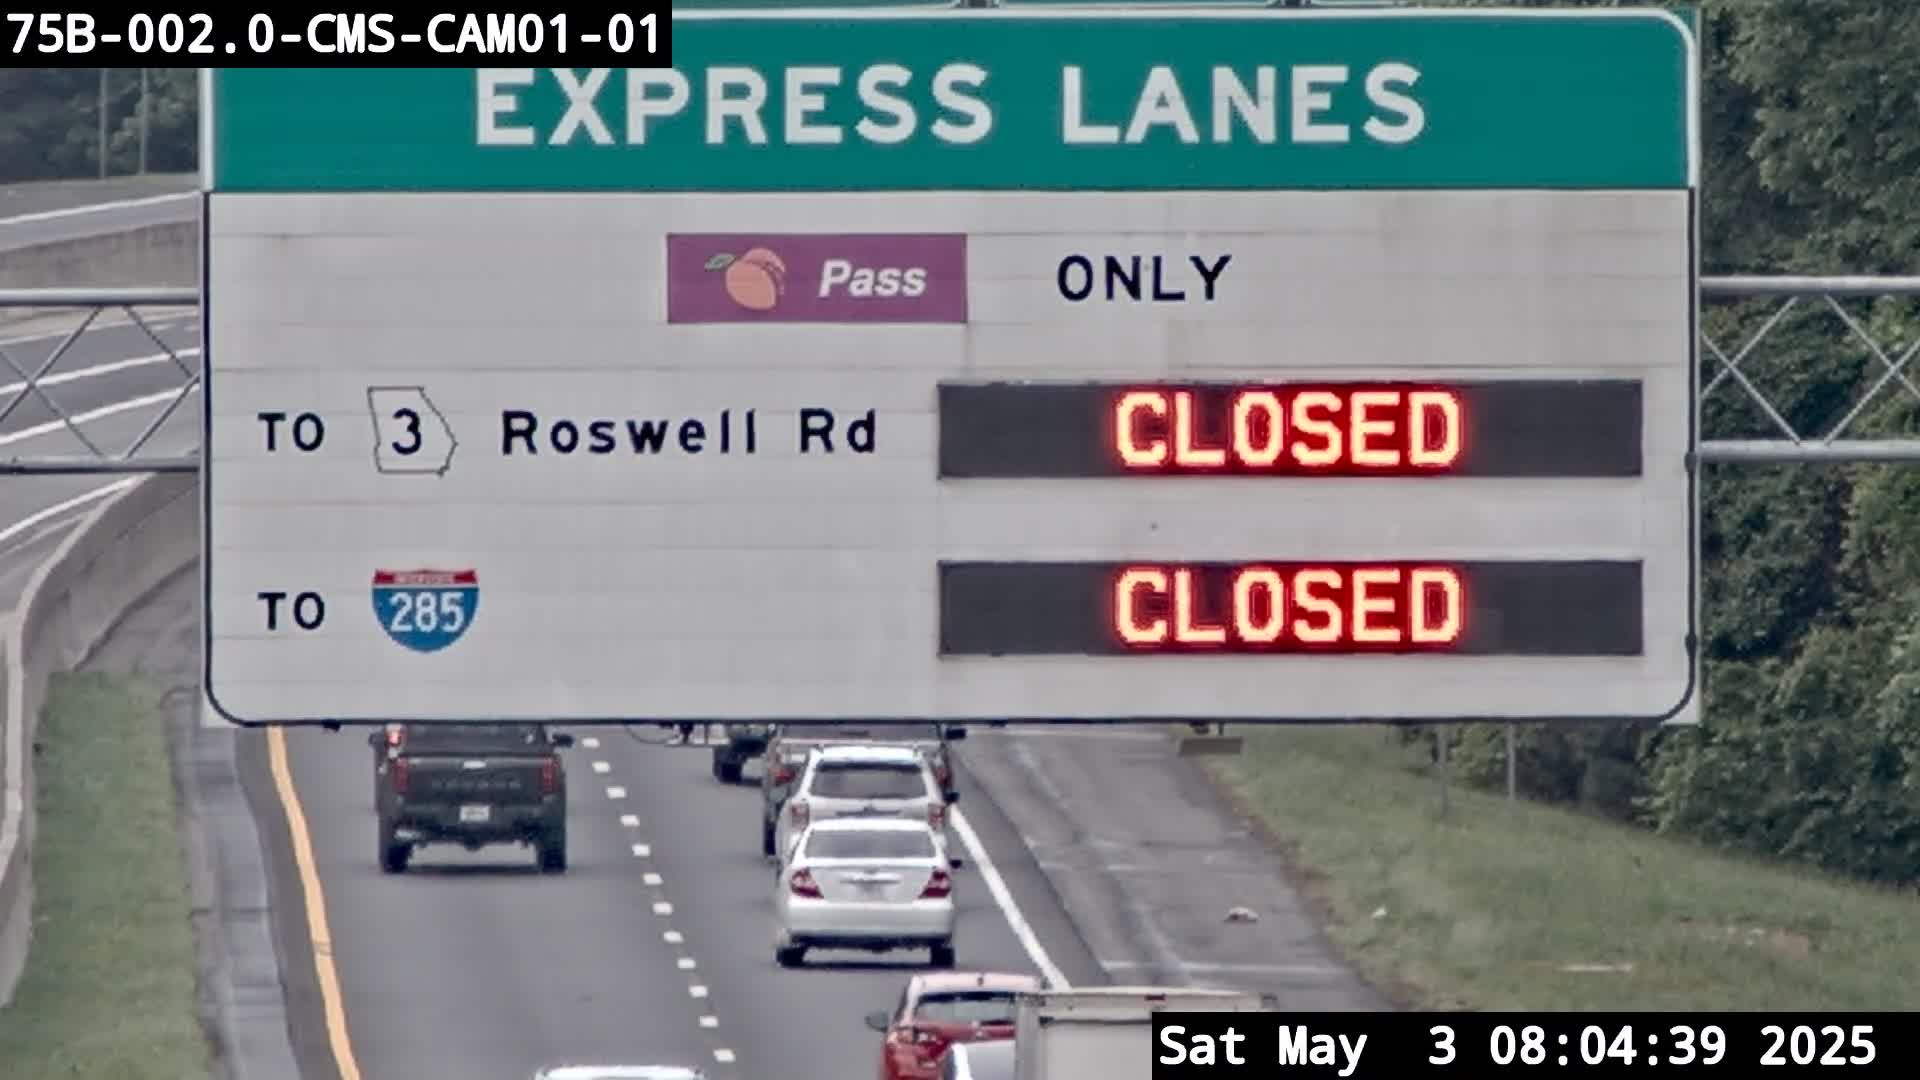 75B-002.0-CMS-CAM01-01
EXPRESS LANES
Pass ONLY
TO 3 Roswell Rd CLOSED
TO 285 CLOSED
Sat May 3 08:04:39 2025